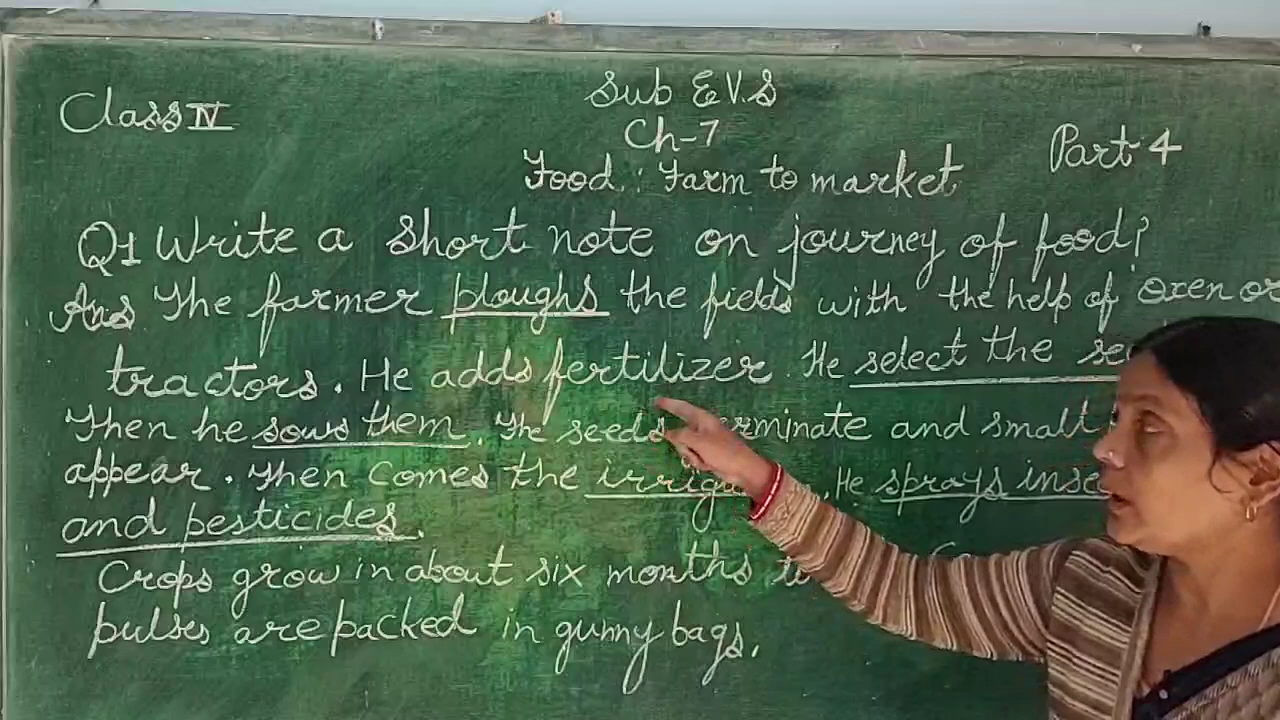 Sub E.V.S
Class IV
Ch-7
Part-4
Food : Farm to market
Q1 Write a short note on journey of food?
Ans The farmer ploughs the fields with the help of oxen or
tractors. He adds fertilizer. He select the
Then he sows them. The seeds and small
appear. Then comes the He sprays
and pesticides.
Crops grow in about six months
pulses are packed in gunny bags.